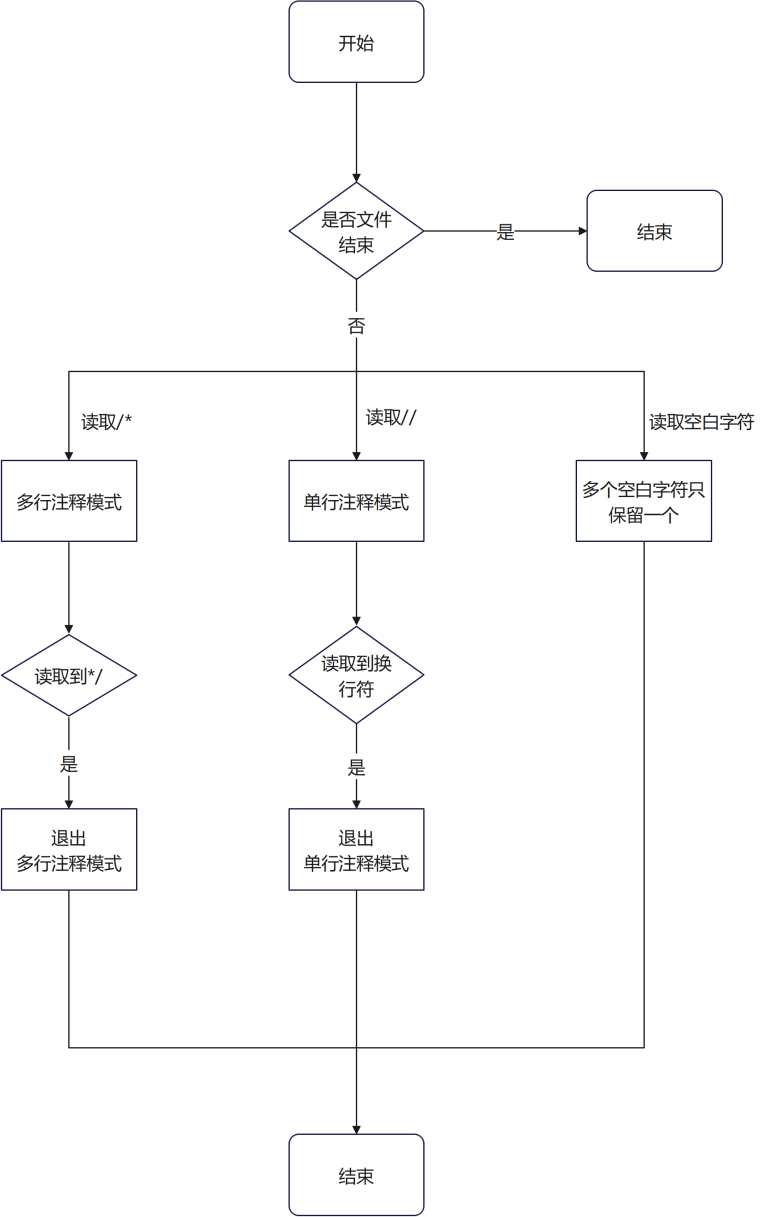 开始
是否文件
结束
是
结束
否
读取/*
读取//
读取空白字符
多行注释模式
单行注释模式
多个空白字符只
保留一个
读取到*/
读取到换
行符
是
是
退出
多行注释模式
退出
单行注释模式
结束